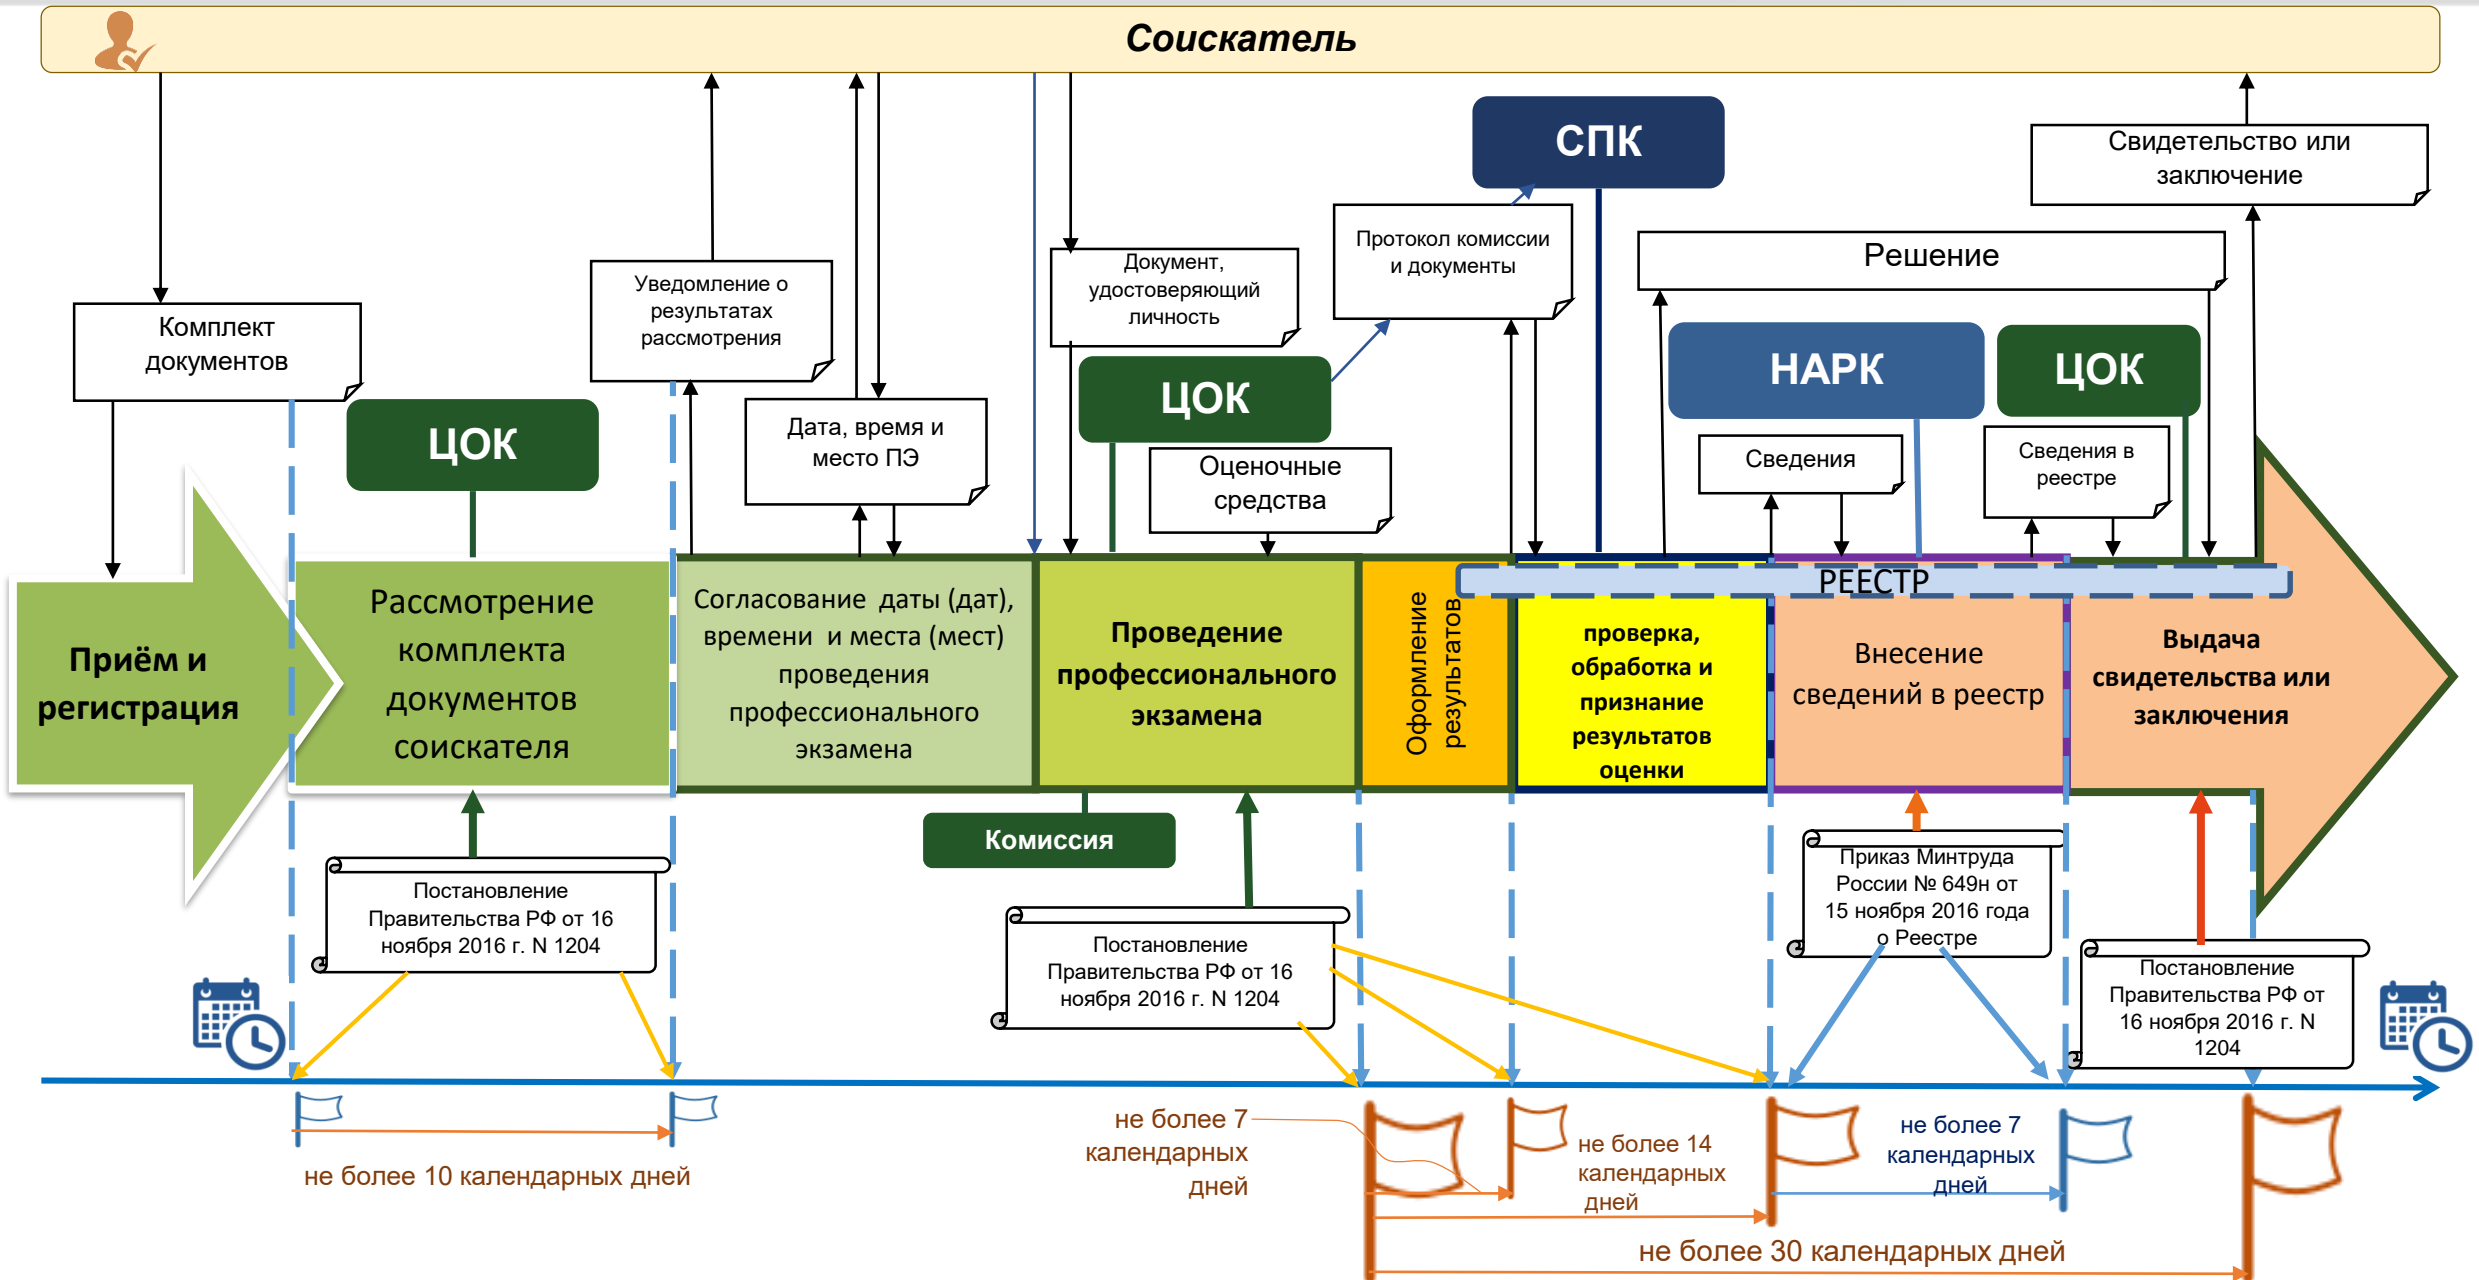 Соискатель
СПК
Свидетельство или
заключение
Протокол комиссии
и документы
Решение
Документ,
удостоверяющий
личность
Уведомление о
результатах
рассмотрения
Комплект
документов
НАРК
ЦОК
ЦОК
ЦОК
Дата, время и
место ПЭ
Оценочные
средства
Сведения
Сведения в
реестре
РЕЕСТР
Приём и
регистрация
Рассмотрение
комплекта
документов
соискателя
Согласование даты (дат),
времени и места (мест)
проведения
профессионального
экзамена
Проведение
профессионального
экзамена
Оформление
результатов
проверка,
обработка и
признание
результатов
оценки
Внесение
сведений в реестр
Выдача
свидетельства или
заключения
Комиссия
Постановление
Правительства РФ от 16
ноября 2016 г. N 1204
Постановление
Правительства РФ от 16
ноября 2016 г. N 1204
Приказ Минтруда
России № 649н от
15 ноября 2016 года
о Реестре
Постановление
Правительства РФ от
16 ноября 2016 г. N
1204
не более 10 календарных дней
не более 7
календарных
дней
не более 14
календарных
дней
не более 7
календарных
дней
не более 30 календарных дней